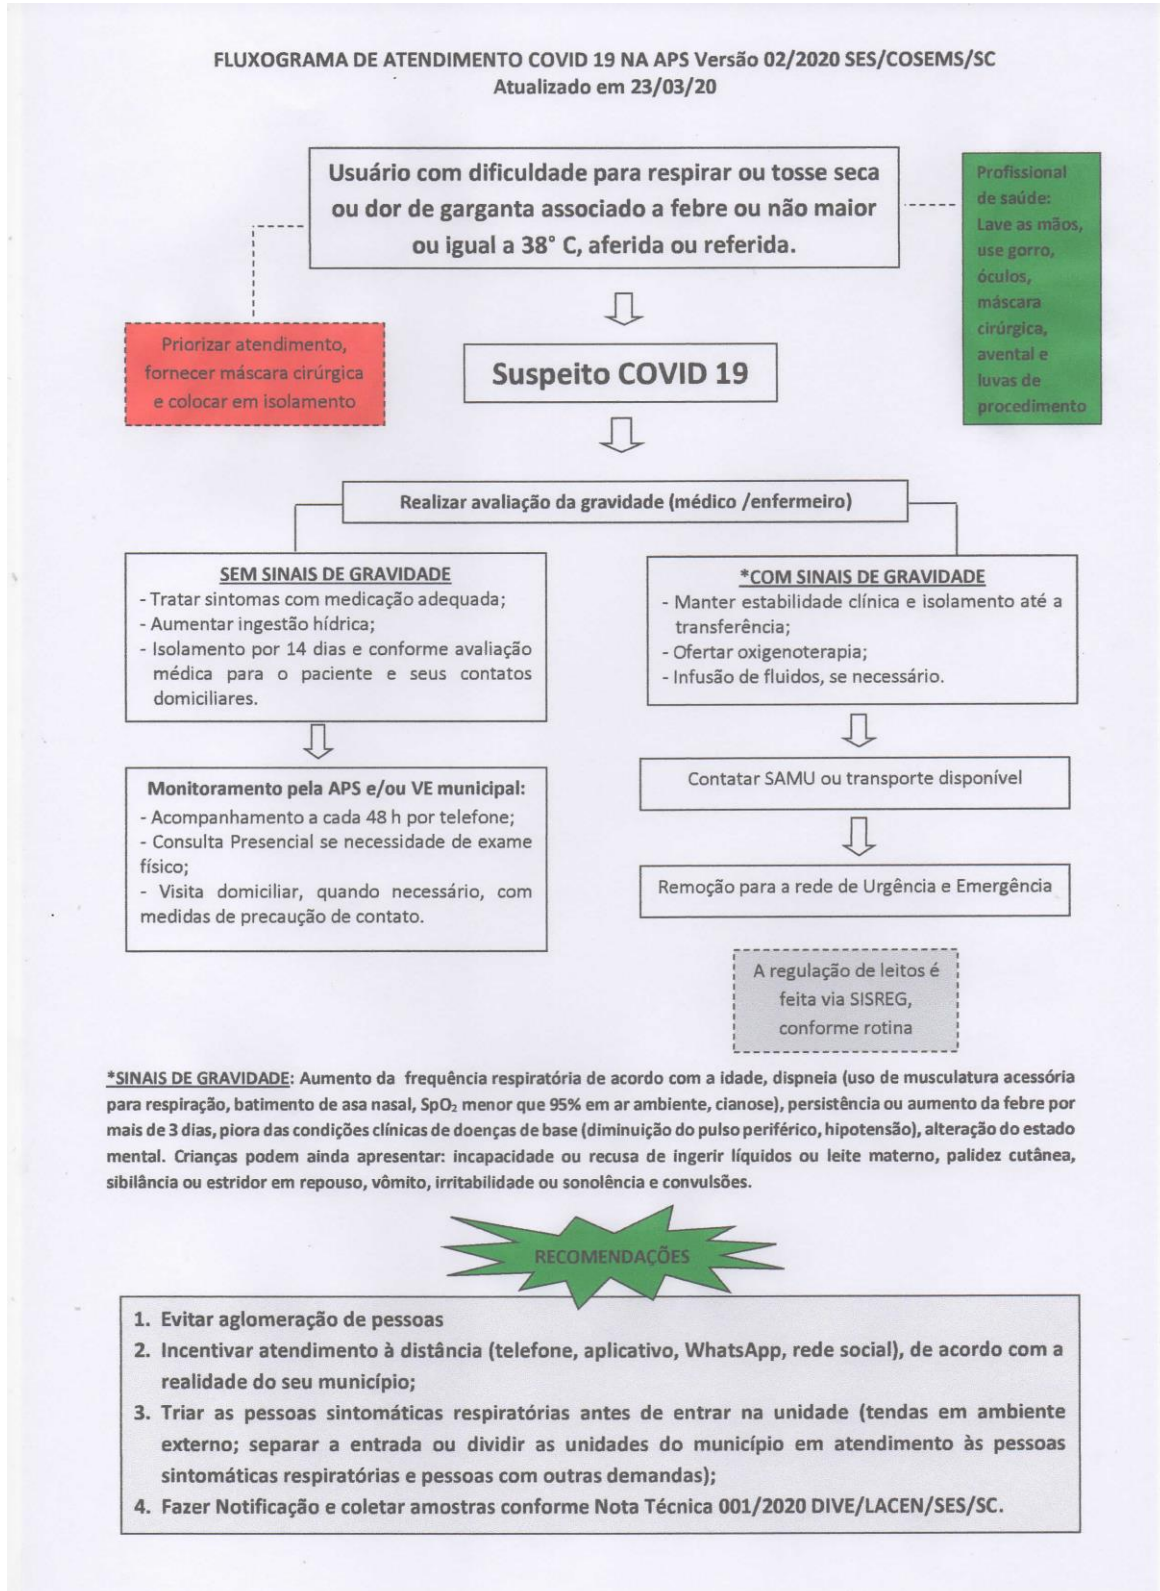 FLUXOGRAMA DE ATENDIMENTO COVID 19 NA APS Versão 02/2020 SES/COSEMS/SC
Atualizado em 23/03/20
Usuário com dificuldade para respirar ou tosse seca
ou dor de garganta associado a febre ou não maior
ou igual a 38° C, aferida ou referida.
Profissional
de saúde:
Lave as mãos,
use gorro,
óculos,
máscara
cirúrgica,
avental e
luvas de
procedimento
Priorizar atendimento,
fornecer máscara cirúrgica
e colocar em isolamento
Suspeito COVID 19
Realizar avaliação da gravidade (médico /enfermeiro)
SEM SINAIS DE GRAVIDADE
- Tratar sintomas com medicação adequada;
- Aumentar ingestão hídrica;
- Isolamento por 14 dias e conforme avaliação
médica para o paciente e seus contatos
domiciliares.
*COM SINAIS DE GRAVIDADE
- Manter estabilidade clínica e isolamento até a
transferência;
- Ofertar oxigenoterapia;
- Infusão de fluidos, se necessário.
Monitoramento pela APS e/ou VE municipal:
- Acompanhamento a cada 48 h por telefone;
- Consulta Presencial se necessidade de exame
físico;
- Visita domiciliar, quando necessário, com
medidas de precaução de contato.
Contatar SAMU ou transporte disponível
Remoção para a rede de Urgência e Emergência
A regulação de leitos é
feita via SISREG,
conforme rotina
*SINAIS DE GRAVIDADE: Aumento da frequência respiratória de acordo com a idade, dispneia (uso de musculatura acessória
para respiração, batimento de asa nasal, SpO₂ menor que 95% em ar ambiente, cianose), persistência ou aumento da febre por
mais de 3 dias, piora das condições clínicas de doenças de base (diminuição do pulso periférico, hipotensão), alteração do estado
mental. Crianças podem ainda apresentar: incapacidade ou recusa de ingerir líquidos ou leite materno, palidez cutânea,
sibilância ou estridor em repouso, vômito, irritabilidade ou sonolência e convulsões.
RECOMENDAÇÕES
1. Evitar aglomeração de pessoas
2. Incentivar atendimento à distância (telefone, aplicativo, WhatsApp, rede social), de acordo com a
realidade do seu município;
3. Triar as pessoas sintomáticas respiratórias antes de entrar na unidade (tendas em ambiente
externo; separar a entrada ou dividir as unidades do município em atendimento às pessoas
sintomáticas respiratórias e pessoas com outras demandas);
4. Fazer Notificação e coletar amostras conforme Nota Técnica 001/2020 DIVE/LACEN/SES/SC.